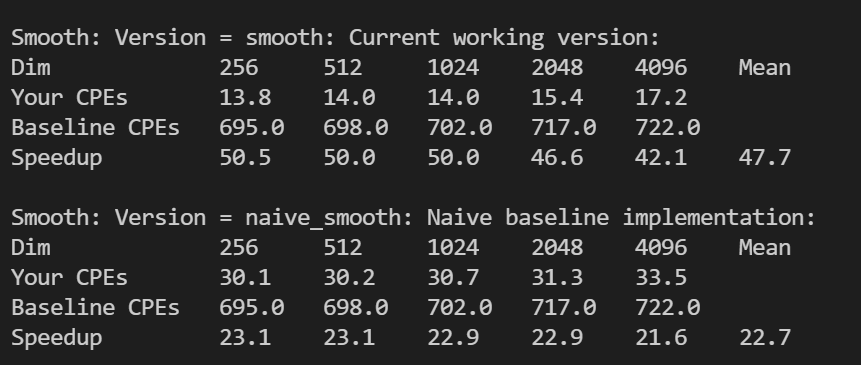 Smooth: Version = smooth: Current working version:
Dim 256 512 1024 2048 4096 Mean
Your CPEs 13.8 14.0 14.0 15.4 17.2
Baseline CPEs 695.0 698.0 702.0 717.0 722.0
Speedup 50.5 50.0 50.0 46.6 42.1 47.7
Smooth: Version = naive_smooth: Naive baseline implementation:
Dim 256 512 1024 2048 4096 Mean
Your CPEs 30.1 30.2 30.7 31.3 33.5
Baseline CPEs 695.0 698.0 702.0 717.0 722.0
Speedup 23.1 23.1 22.9 22.9 21.6 22.7